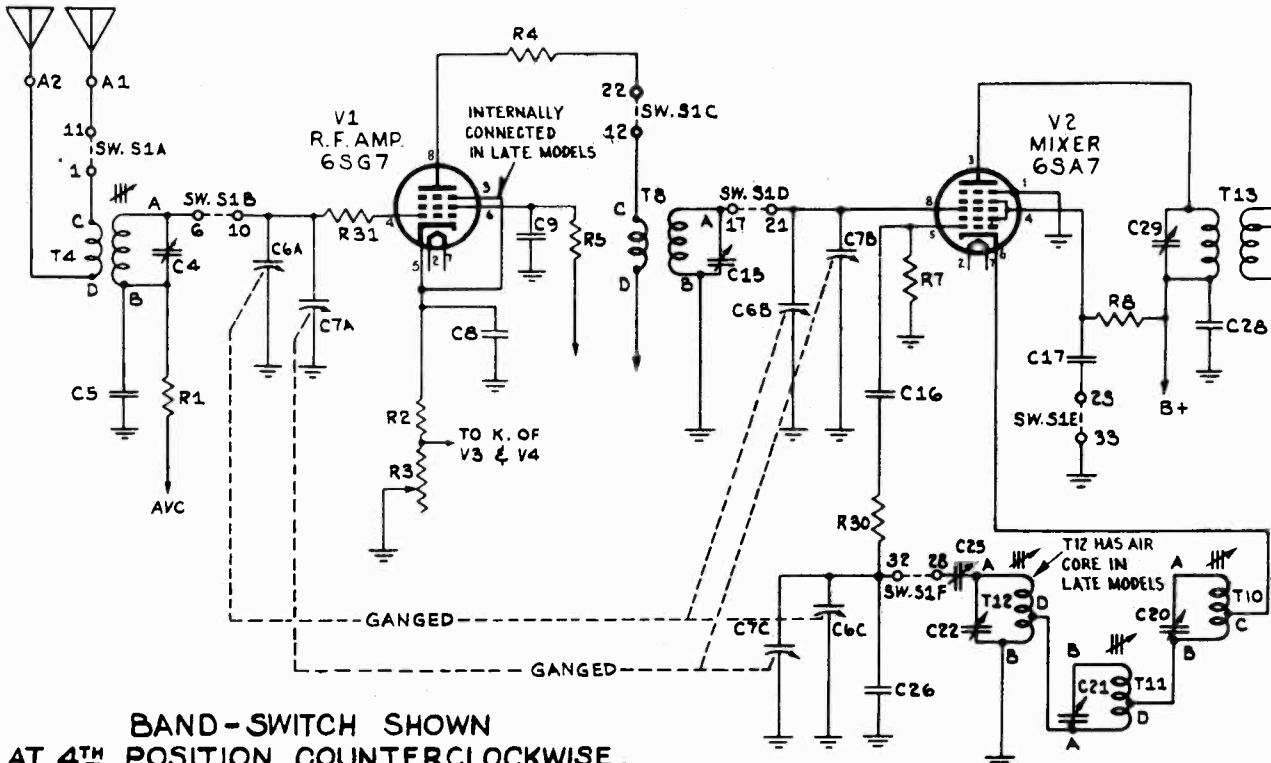 A2
A1
11
SW. S1A
1
C
T4
D
A
B
C4
C5
R1
AVC
SW. S1B
6
10
C6A
C7A
R31
V1
R.F. AMP.
6SG7
INTERNALLY
CONNECTED
IN LATE MODELS
8
3
6
4
5
2
7
C9
R5
C8
R2
R3
TO K. OF
V3 & V4
R4
22
SW. S1C
12
T8
C
D
A
B
C15
SW. S1D
17
21
C6B
C7B
V2
MIXER
6SA7
3
1
8
4
5
2
7
6
R7
C16
R30
R8
C17
23
SW. S1E
33
C29
T13
C28
B+
32
28
SW. S1F
C25
A
T12 HAS AIR
CORE IN
LATE MODELS
T12
D
C22
B
A
T10
C20
C
B
B
C21
T11
D
A
C7C
C6C
C26
GANGED
GANGED
BAND-SWITCH SHOWN
AT 4TH POSITION COUNTERCLOCKWISE.